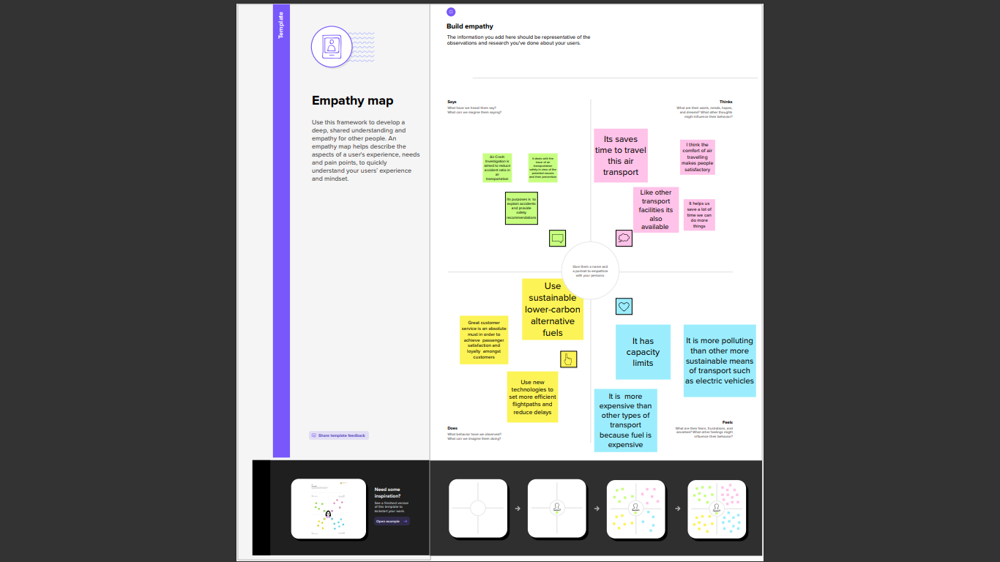 Template
Empathy map
Use this framework to develop a
deep, shared understanding and
empathy for other people. An
empathy map helps describe the
aspects of a user's experience, needs
and pain points, to quickly
understand your users' experience
and mindset.
Share template feedback
Build empathy
The information you add here should be representative of the
observations and research you've done about your users.
Says
What have we heard them say?
What can we imagine them saying?
Thinks
What are their wants, needs, hopes,
and dreams? What other thoughts
might influence their behavior?
Air Crash
Investigation is
aimed to reduce
accident ratio in
air
transportation
It deals with the
issue of air
transportation
safety in view of the
potential causes
and their prevention
Its purposes is to
explain accidents
and provide
safety
recommendations
Its saves
time to travel
this air
transport
I think the
comfort of air
travelling
makes people
satisfactory
Like other
transport
facilities its
also
available
It helps us
save a lot of
time we can
do more
things
Give them a name and
a portrait to empathize
with your persona.
Use
sustainable
lower-carbon
alternative
fuels
Great customer
service is an absolute
must in order to
achieve passenger
satisfaction and
loyalty amongst
customers
Use new
technologies to
set more efficient
flightpaths and
reduce delays
It has
capacity
limits
It is more polluting
than other more
sustainable means
of transport such
as electric vehicles
It is more
expensive than
other types of
transport
because fuel is
expensive
Does
What behavior have we observed?
What can we imagine them doing?
Feels
What are their fears, frustrations, and
anxieties? What other feelings might
influence their behavior?
Need some
inspiration?
See a finished version
of this template to
kickstart your work.
Open example